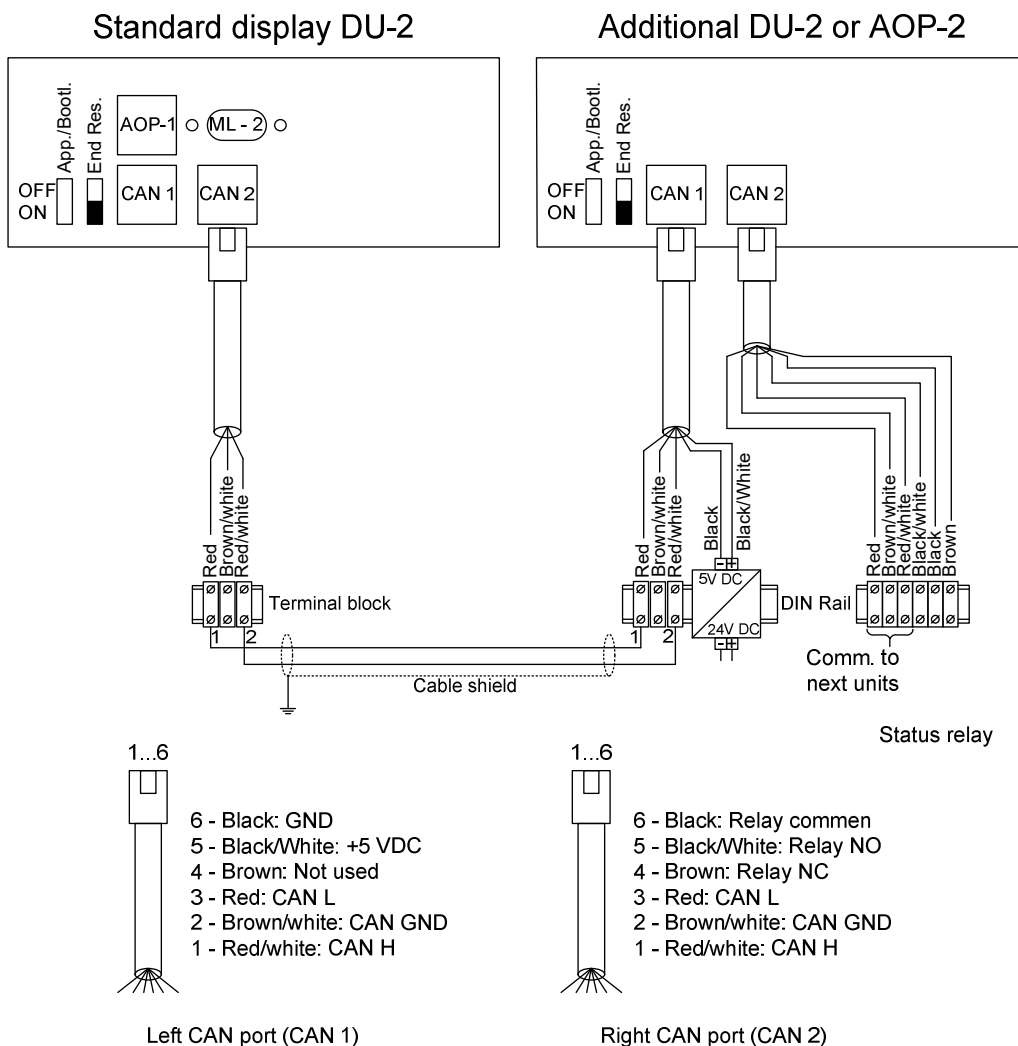 Standard display DU-2
Additional DU-2 or AOP-2
App./Bootl.
End Res.
AOP-1
ML - 2
OFF
ON
CAN 1
CAN 2
App./Bootl.
End Res.
OFF
ON
CAN 1
CAN 2
Red
Brown/white
Red/white
Terminal block
1
2
Red
Brown/white
Red/white
Black
Black/White
- +
5V DC
24V DC
- +
1
2
DIN Rail
Red
Brown/white
Red/white
Black/white
Black
Brown
Comm. to
next units
Cable shield
Status relay
1...6
6 - Black: GND
5 - Black/White: +5 VDC
4 - Brown: Not used
3 - Red: CAN L
2 - Brown/white: CAN GND
1 - Red/white: CAN H
Left CAN port (CAN 1)
1...6
6 - Black: Relay commen
5 - Black/White: Relay NO
4 - Brown: Relay NC
3 - Red: CAN L
2 - Brown/white: CAN GND
1 - Red/white: CAN H
Right CAN port (CAN 2)